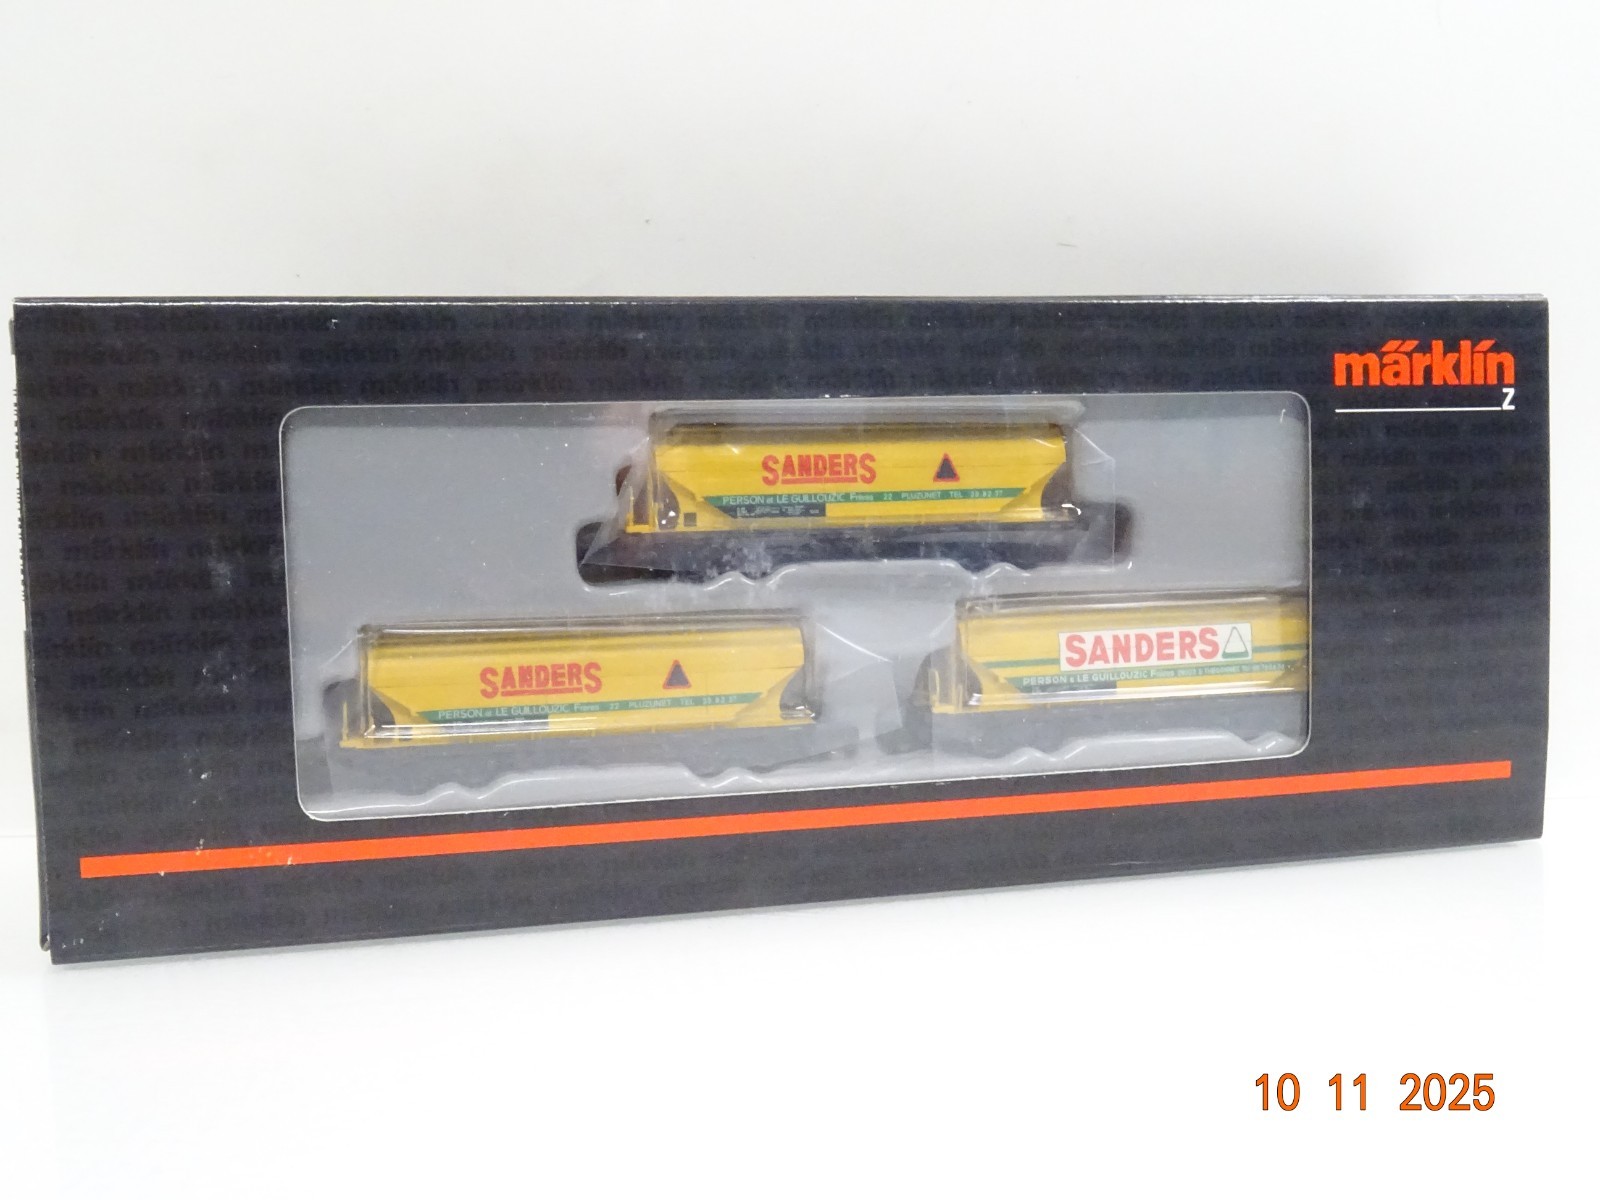 märklín
Z
SANDERS
PERSON et LE GUILLOUZIC Frères 22 PLUZUNET TEL
SANDERS
PERSON et LE GUILLOUZIC Frères 22 PLUZUNET TEL
SANDERS
PERSON & LE GUILLOUZIC Frères
10 11 2025